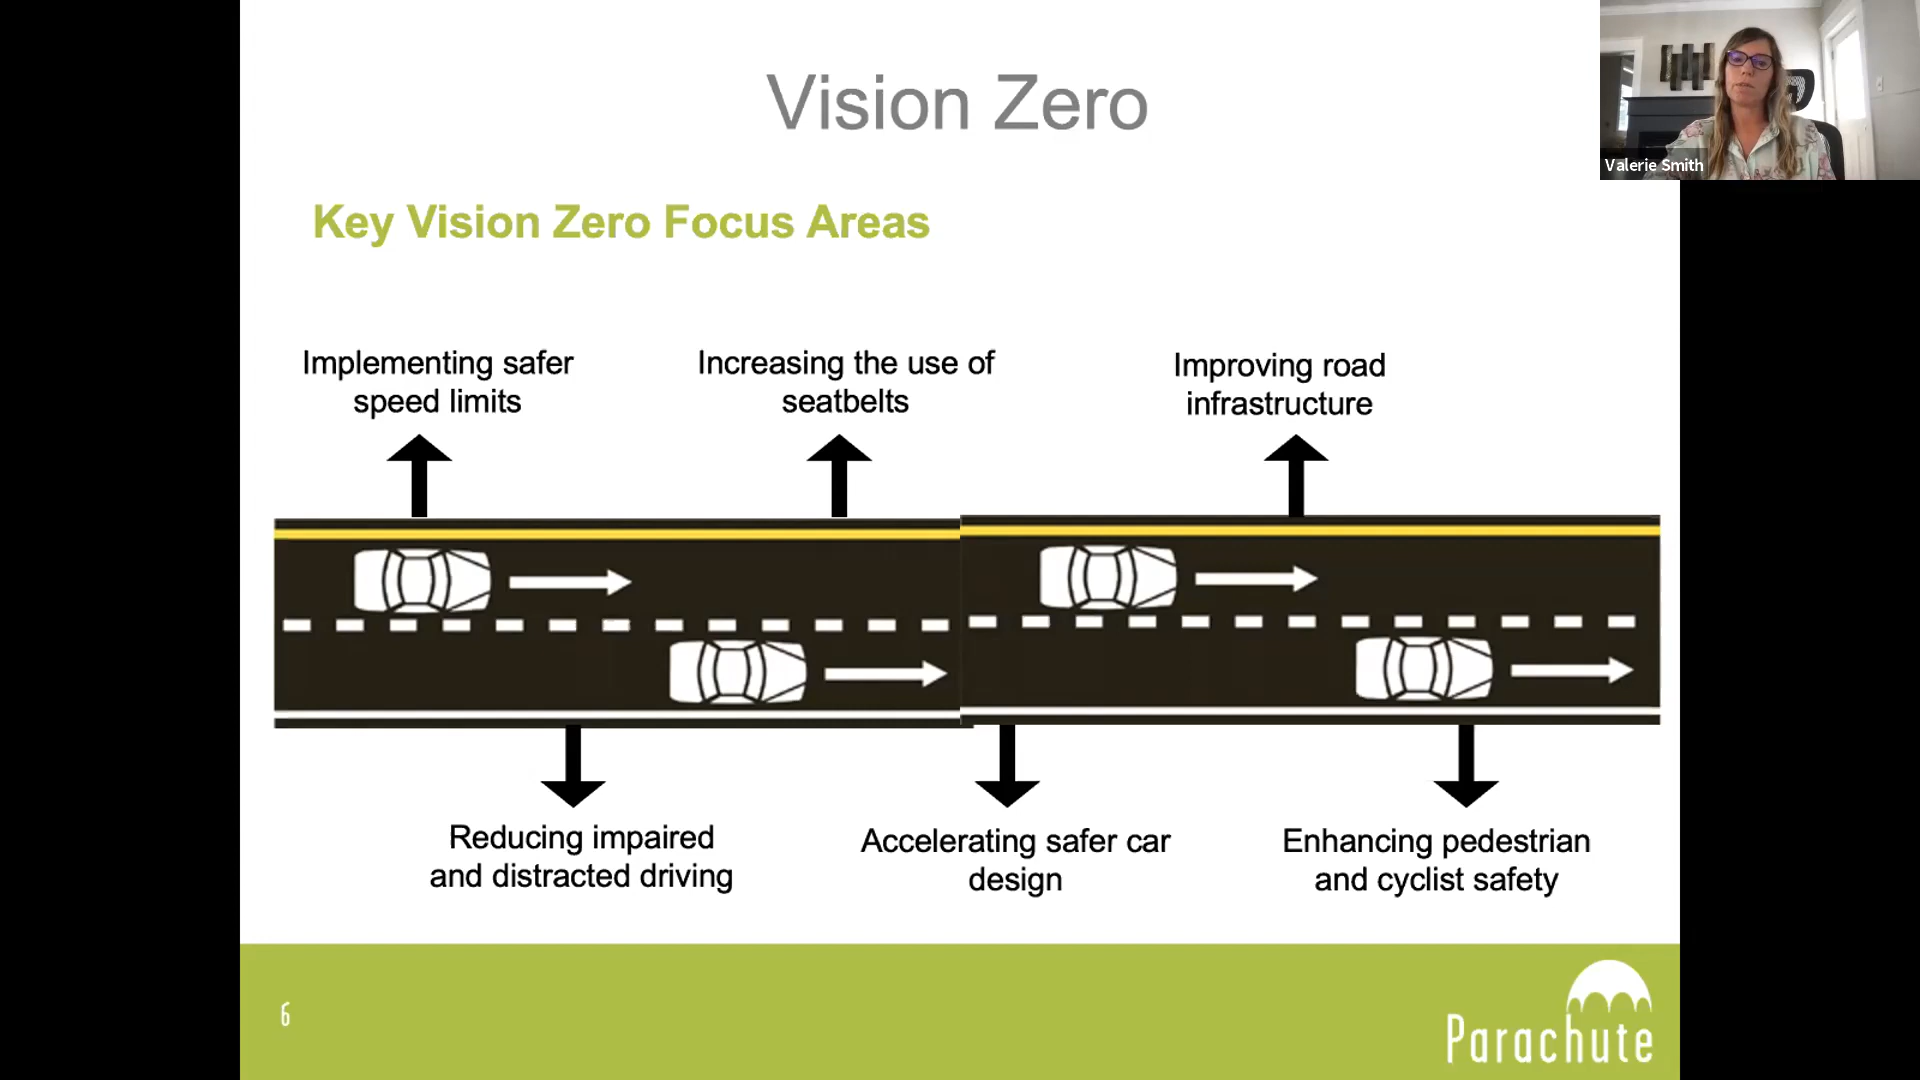 Vision Zero
Valerie Smith
Key Vision Zero Focus Areas
Implementing safer
speed limits
Increasing the use of
seatbelts
Improving road
infrastructure
Reducing impaired
and distracted driving
Accelerating safer car
design
Enhancing pedestrian
and cyclist safety
6
Parachute